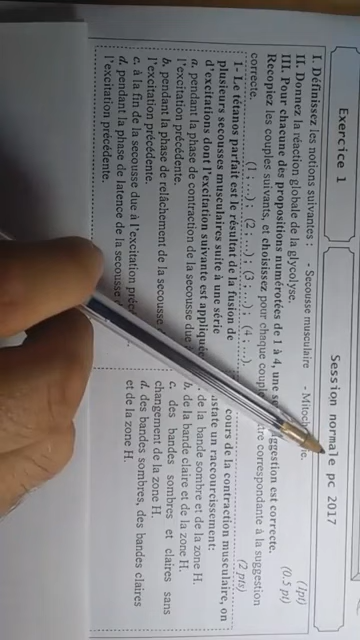 Exercice 1
Session normale pc 2017
I. Définissez les notions suivantes : - Secousse musculaire - (1pt)
II. Donnez la réaction globale de la glycolyse. (0.5 pt)
III. Pour chacune des propositions numérotées de 1 à 4, une suggestion est correcte.
Recopiez les couples suivants, et choisissez pour chaque couple correspondante à la suggestion
correcte. (1 ; ...) ; (2 ; ...) ; (3 ; ...) ; (4 ; ...). (2 pts)
1- Le tétanos parfait est le résultat de la fusion de
plusieurs secousses musculaires suite à une série
d'excitations dont l'excitation suivante est appliquée
a. pendant la phase de contraction de la secousse due à
l'excitation précédente.
b. pendant la phase de relâchement de la secousse
l'excitation précédente.
c. à la fin de la secousse due à l'excitation
d. pendant la phase de latence de la secousse
l'excitation précédente.
cours de la contraction musculaire, on
un raccourcissement:
de la bande sombre et de la zone H.
b. de la bande claire et de la zone H.
c. des bandes sombres et claires sans
changement de la zone H.
d. des bandes sombres, des bandes claires
et de la zone H.